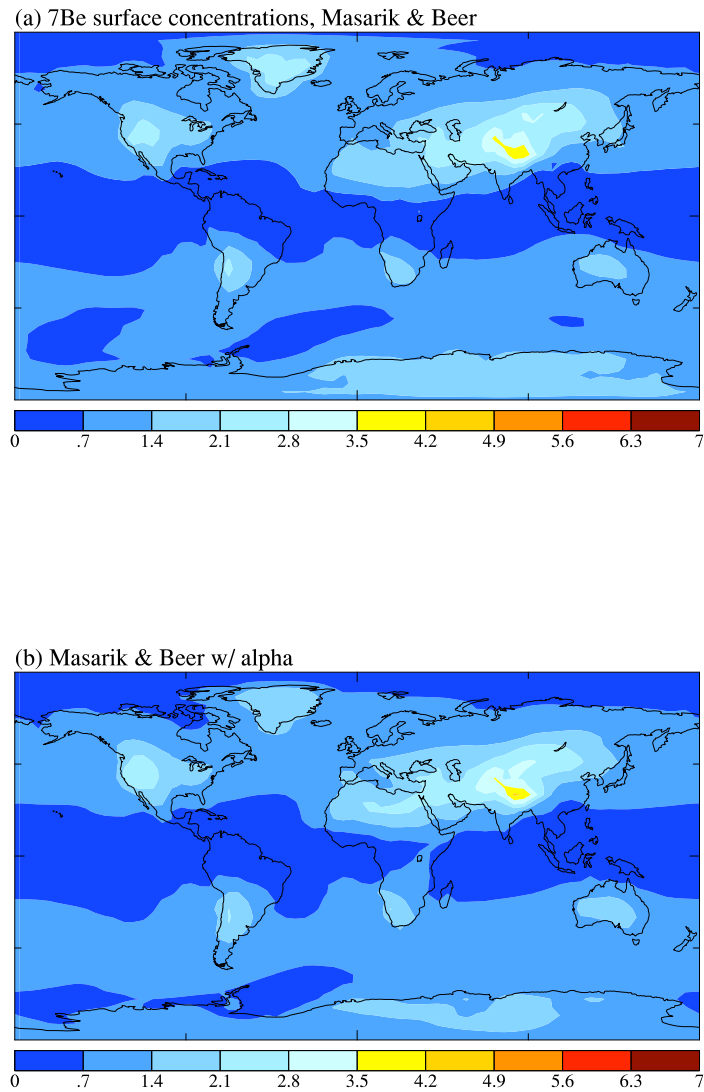 (a) 7Be surface concentrations, Masarik & Beer
0 .7 1.4 2.1 2.8 3.5 4.2 4.9 5.6 6.3 7
(b) Masarik & Beer w/ alpha
0 .7 1.4 2.1 2.8 3.5 4.2 4.9 5.6 6.3 7